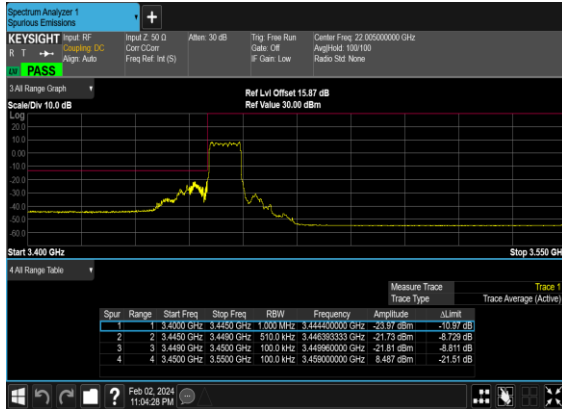 Spectrum Analyzer 1
Spurious Emissions
+
KEYSIGHT Input: RF Input Z: 50 Ω Atten: 30 dB Trig: Free Run Center Freq: 22.005000000 GHz
R T Coupling: DC Corr CCorr Gate: Off Avg|Hold: 100/100
Align: Auto Freq Ref: Int (S) IF Gain: Low Radio Std: None
PASS
3 All Range Graph
Ref Lvl Offset 15.87 dB
Scale/Div 10.0 dB Ref Value 30.00 dBm
Log
20.0
10.0
0.00
-10.0
-20.0
-30.0
-40.0
-50.0
-60.0
Start 3.400 GHz Stop 3.550 GH
4 All Range Table
Measure Trace Trace 1
Trace Type Trace Average (Active)
Spur Range Start Freq Stop Freq RBW Frequency Amplitude ΔLimit
1 1 3.4000 GHz 3.4450 GHz 1.000 MHz 3.444400000 GHz -23.97 dBm -10.97 dB
2 2 3.4450 GHz 3.4490 GHz 510.0 kHz 3.446393333 GHz -21.73 dBm -8.729 dB
3 3 3.4490 GHz 3.4500 GHz 100.0 kHz 3.449960000 GHz -21.81 dBm -8.811 dB
4 4 3.4500 GHz 3.5500 GHz 100.0 kHz 3.459000000 GHz 8.487 dBm -21.51 dB
? Feb 02, 2024
11:04:28 PM